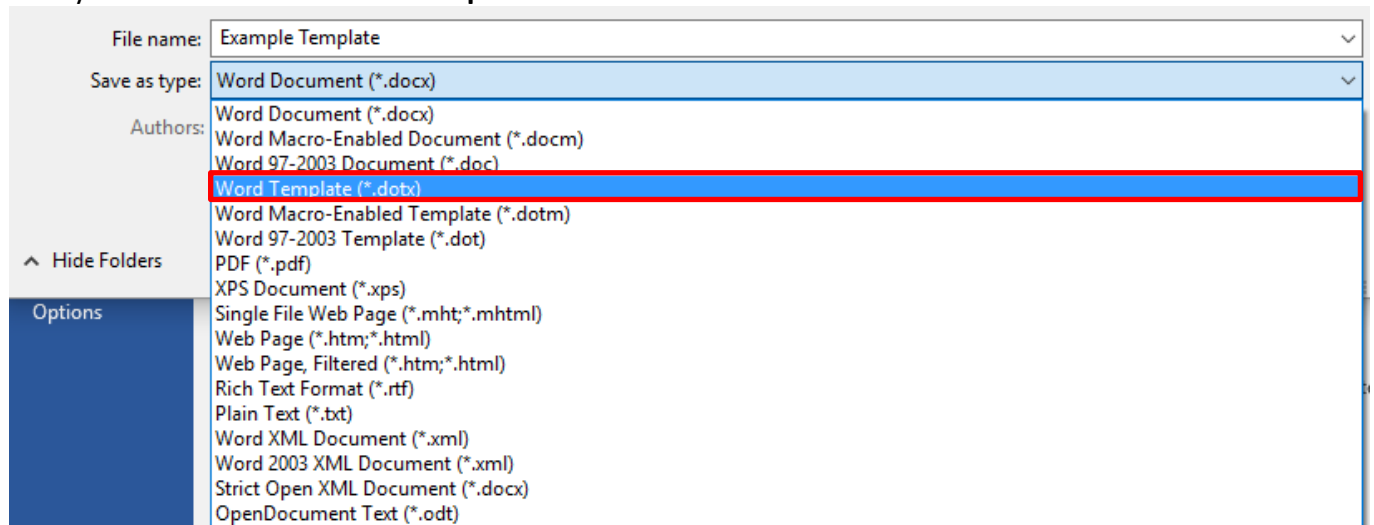 File name: Example Template
Save as type: Word Document (*.docx)
Authors:
Word Document (*.docx)
Word Macro-Enabled Document (*.docm)
Word 97-2003 Document (*.doc)
Word Template (*.dotx)
Word Macro-Enabled Template (*.dotm)
Word 97-2003 Template (*.dot)
Hide Folders
PDF (*.pdf)
XPS Document (*.xps)
Options
Single File Web Page (*.mht;*.mhtml)
Web Page (*.htm;*.html)
Web Page, Filtered (*.htm;*.html)
Rich Text Format (*.rtf)
Plain Text (*.txt)
Word XML Document (*.xml)
Word 2003 XML Document (*.xml)
Strict Open XML Document (*.docx)
OpenDocument Text (*.odt)